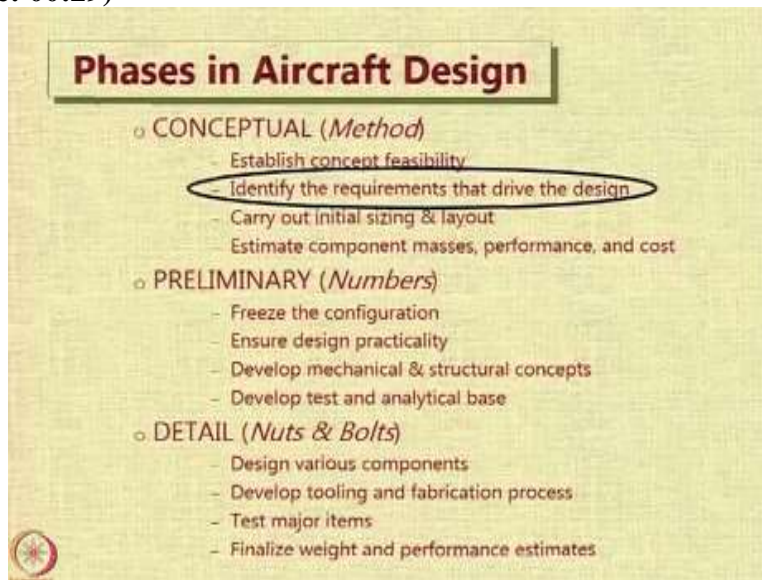 Phases in Aircraft Design
o CONCEPTUAL (Method)
- Establish concept feasibility
- Identify the requirements that drive the design
- Carry out initial sizing & layout
- Estimate component masses, performance, and cost
o PRELIMINARY (Numbers)
- Freeze the configuration
- Ensure design practicality
- Develop mechanical & structural concepts
- Develop test and analytical base
o DETAIL (Nuts & Bolts)
- Design various components
- Develop tooling and fabrication process
- Test major items
- Finalize weight and performance estimates